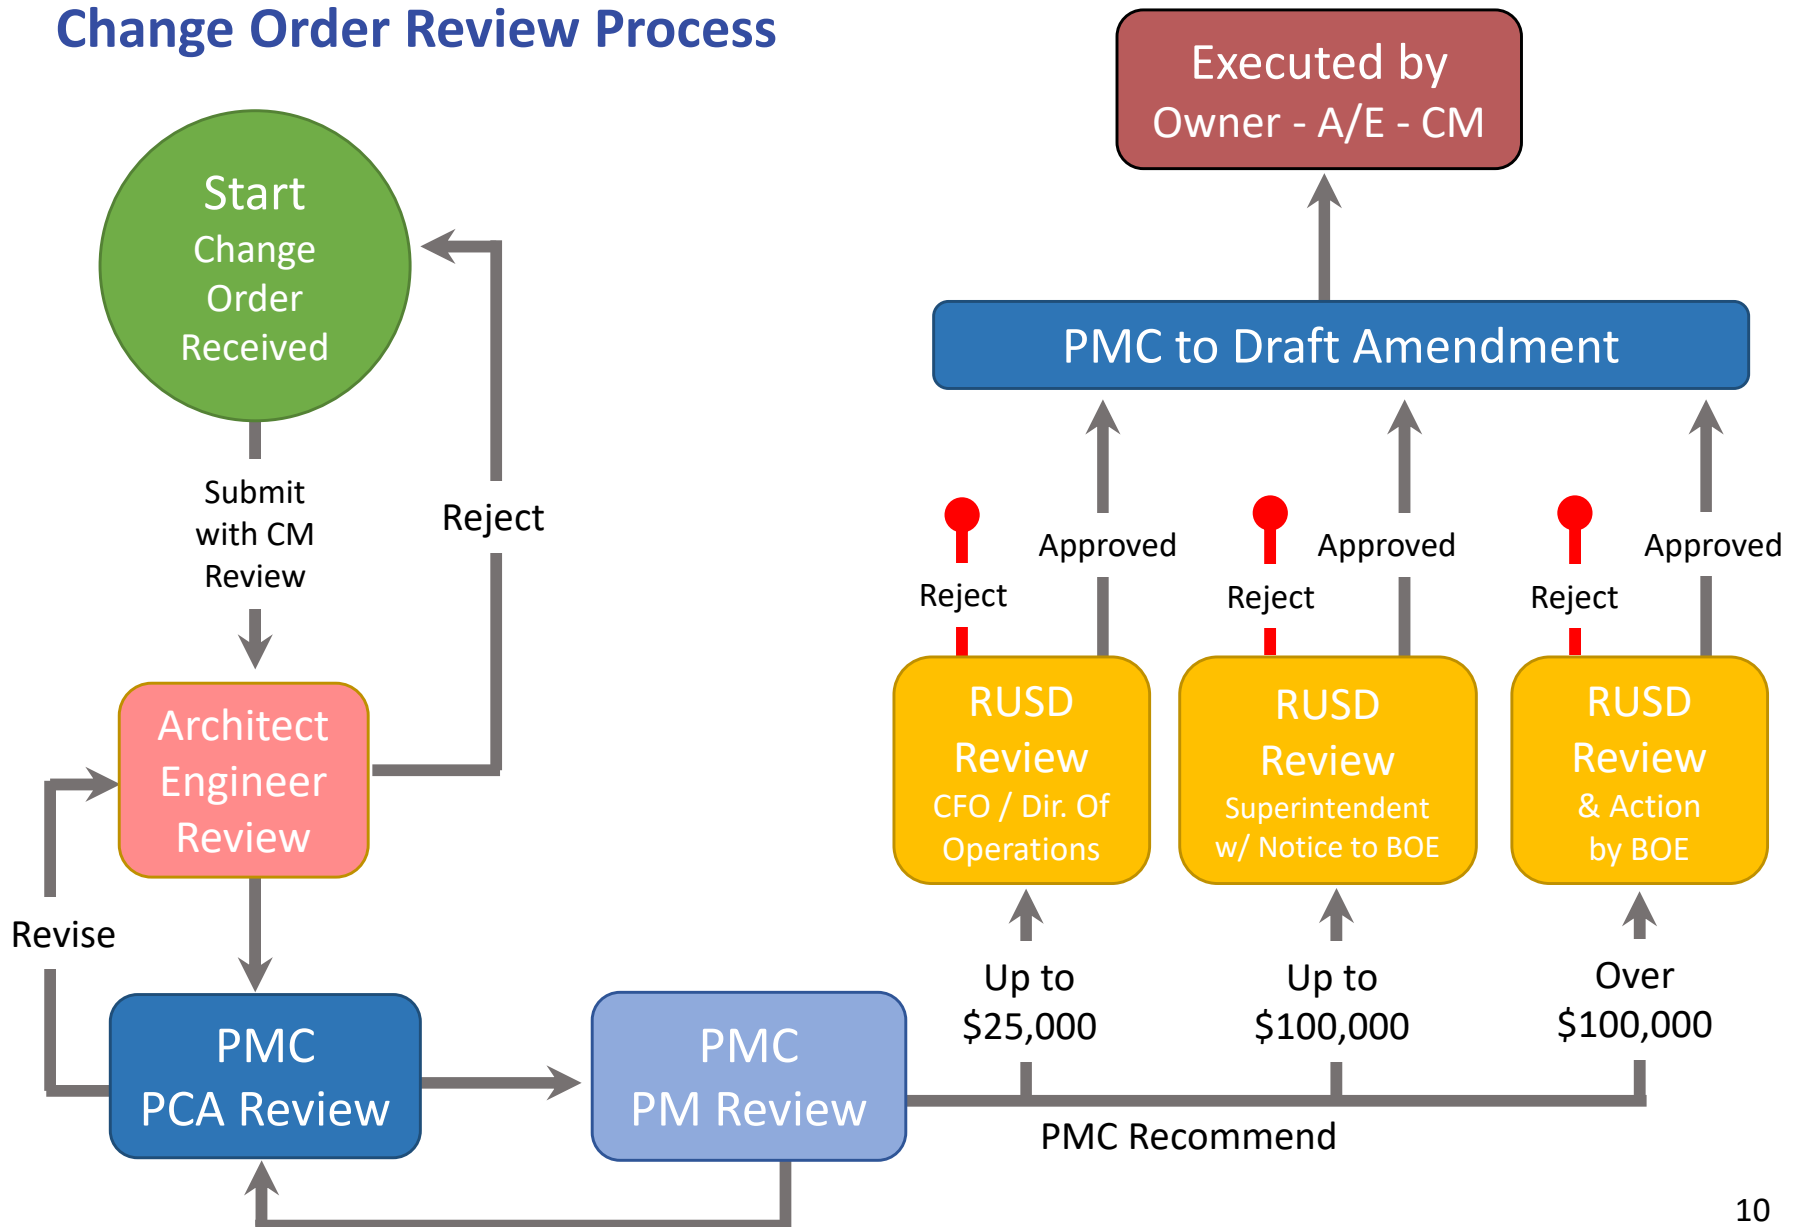 Change Order Review Process
Start
Change
Order
Received
Submit
with CM
Review
Reject
Architect
Engineer
Review
Revise
PMC
PCA Review
PMC
PM Review
PMC Recommend
Up to
$25,000
Up to
$100,000
Over
$100,000
RUSD
Review
CFO / Dir. Of
Operations
RUSD
Review
Superintendent
w/ Notice to BOE
RUSD
Review
& Action
by BOE
Reject
Approved
Reject
Approved
Reject
Approved
PMC to Draft Amendment
Executed by
Owner - A/E - CM
10